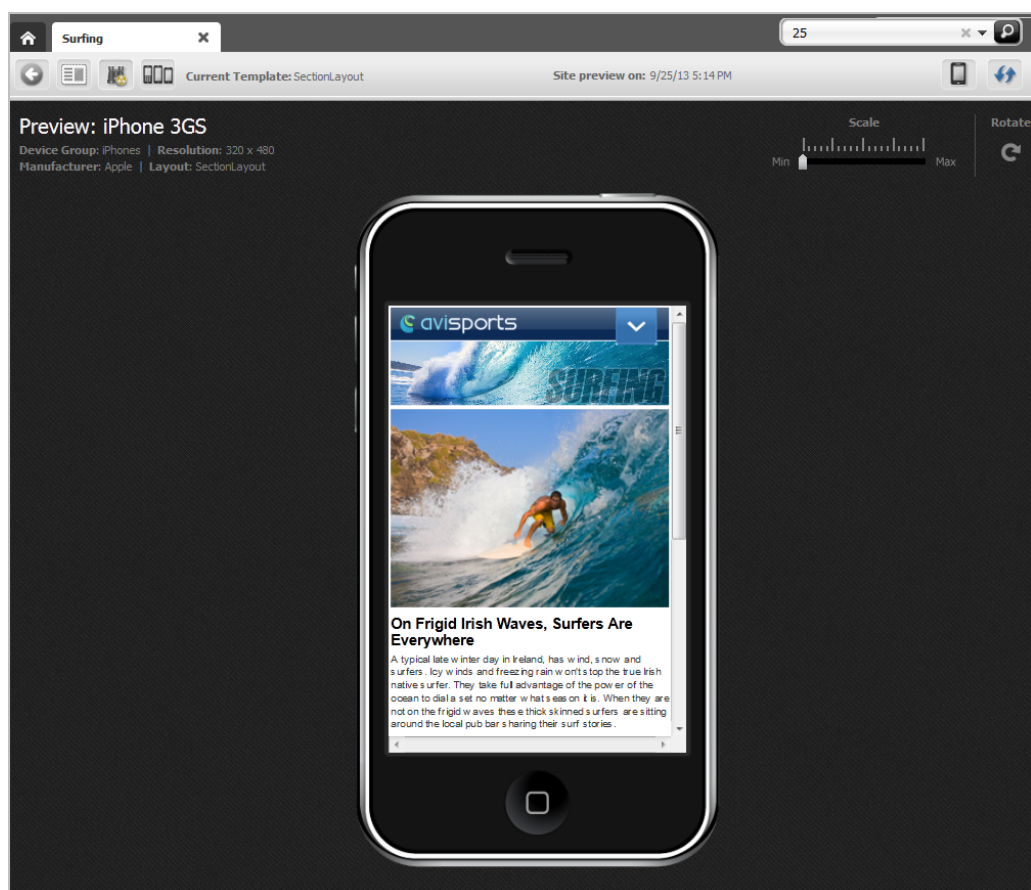 Surfing
25
Current Template: SectionLayout
Site preview on: 9/25/13 5:14 PM
Preview: iPhone 3GS
Device Group: iPhones | Resolution: 320 x 480
Manufacturer: Apple | Layout: SectionLayout
Scale
Min
Max
Rotate
avisports
SURFING
On Frigid Irish Waves, Surfers Are
Everywhere
A typical late winter day in Ireland, has wind, snow and
surfers. Icy winds and freezing rain won't stop the true Irish
native surfer. They take full advantage of the power of the
ocean to dial a set no matter what season it is. When they are
not on the frigid waves these thick skinned surfers are sitting
around the local pub bar sharing their surf stories.